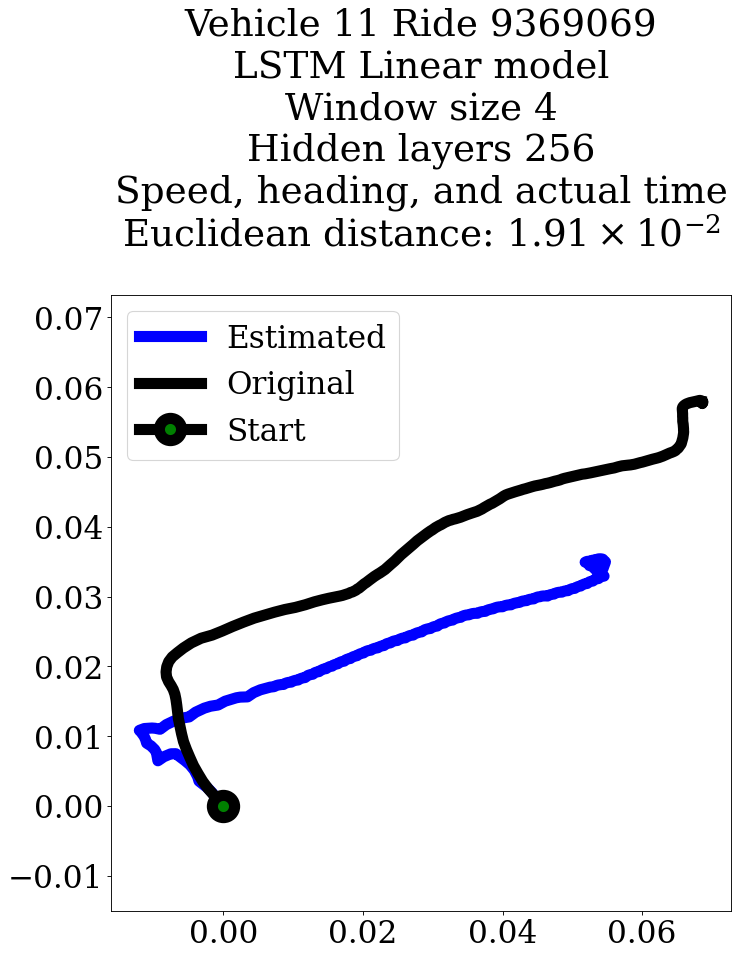 Vehicle 11 Ride 9369069
LSTM Linear model
Window size 4
Hidden layers 256
Speed, heading, and actual time
Euclidean distance: 1.91 × 10⁻²
0.07
0.06
0.05
0.04
0.03
0.02
0.01
0.00
−0.01
Estimated
Original
Start
0.00 0.02 0.04 0.06